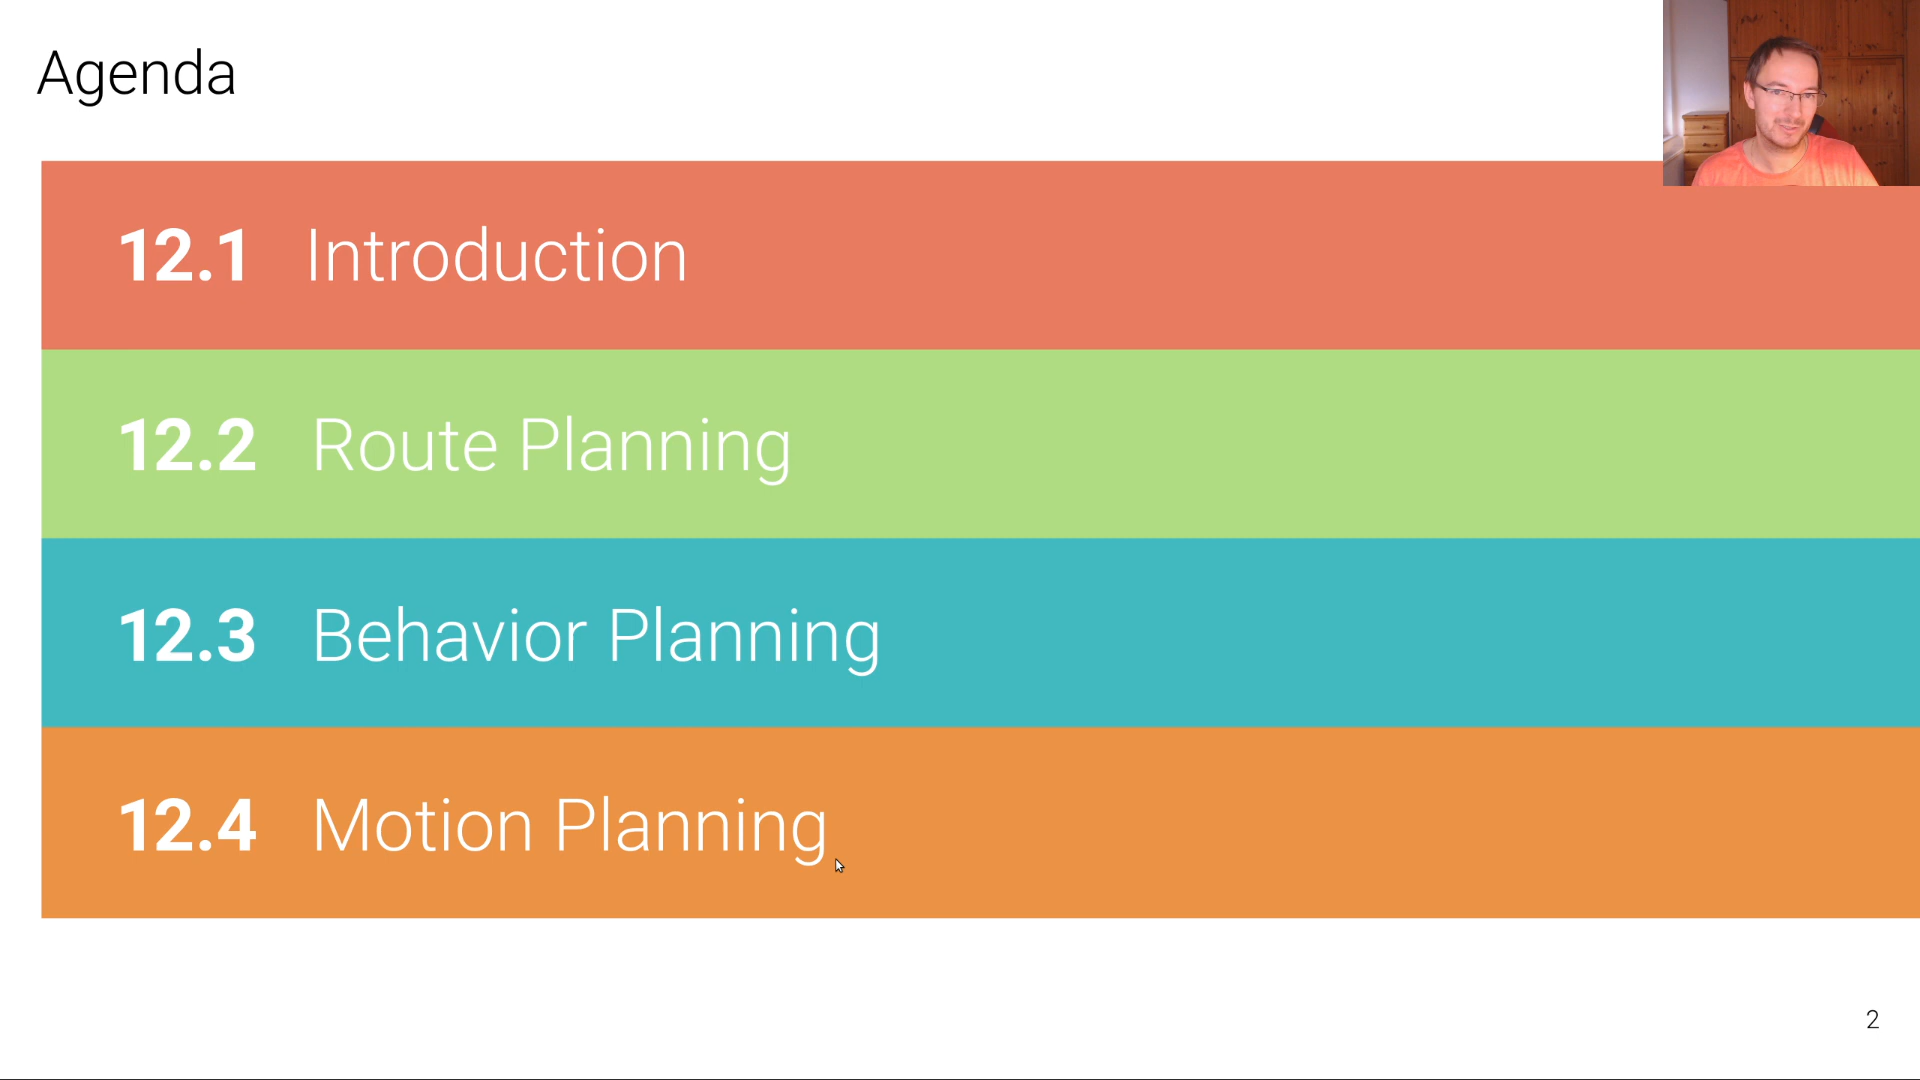 Agenda
12.1 Introduction
12.2 Route Planning
12.3 Behavior Planning
12.4 Motion Planning
2